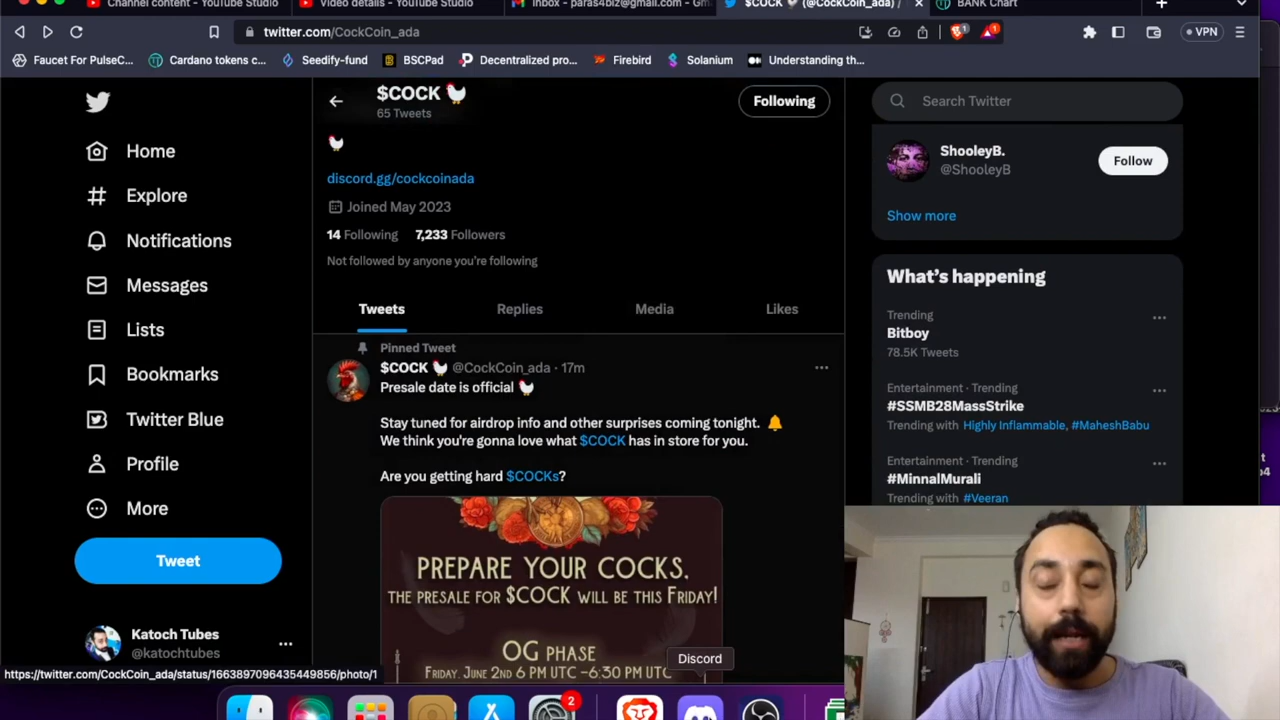 Channel content - YouTube Studio
Video details - YouTube Studio
Inbox - paras4biz@gmail.com - Gm
$COCK 🐓 (@CockCoin_ada) /
BANK Chart
twitter.com/CockCoin_ada
VPN
Faucet For PulseC...
Cardano tokens c...
Seedify-fund
BSCPad
Decentralized pro...
Firebird
Solanium
Understanding th...
$COCK 🐓
65 Tweets
Following
Search Twitter
🐓
discord.gg/cockcoinada
Joined May 2023
14 Following 7,233 Followers
Not followed by anyone you're following
Tweets
Replies
Media
Likes
Home
Explore
Notifications
Messages
Lists
Bookmarks
Twitter Blue
Profile
More
Tweet
Katoch Tubes
@katochtubes
Pinned Tweet
$COCK 🐓 @CockCoin_ada · 17m
Presale date is official 🐓
Stay tuned for airdrop info and other surprises coming tonight. 🔔
We think you're gonna love what $COCK has in store for you.
Are you getting hard $COCKs?
PREPARE YOUR COCKS,
THE PRESALE FOR $COCK WILL BE THIS FRIDAY!
OG PHASE
FRIDAY, JUNE 2ND 6 PM UTC -6:30 PM UTC
ShooleyB.
@ShooleyB
Follow
Show more
What's happening
Trending
Bitboy
78.5K Tweets
Entertainment · Trending
#SSMB28MassStrike
Trending with Highly Inflammable, #MaheshBabu
Entertainment · Trending
#MinnalMurali
Trending with #Veeran
https://twitter.com/CockCoin_ada/status/1663897096435449856/photo/1
Discord
2